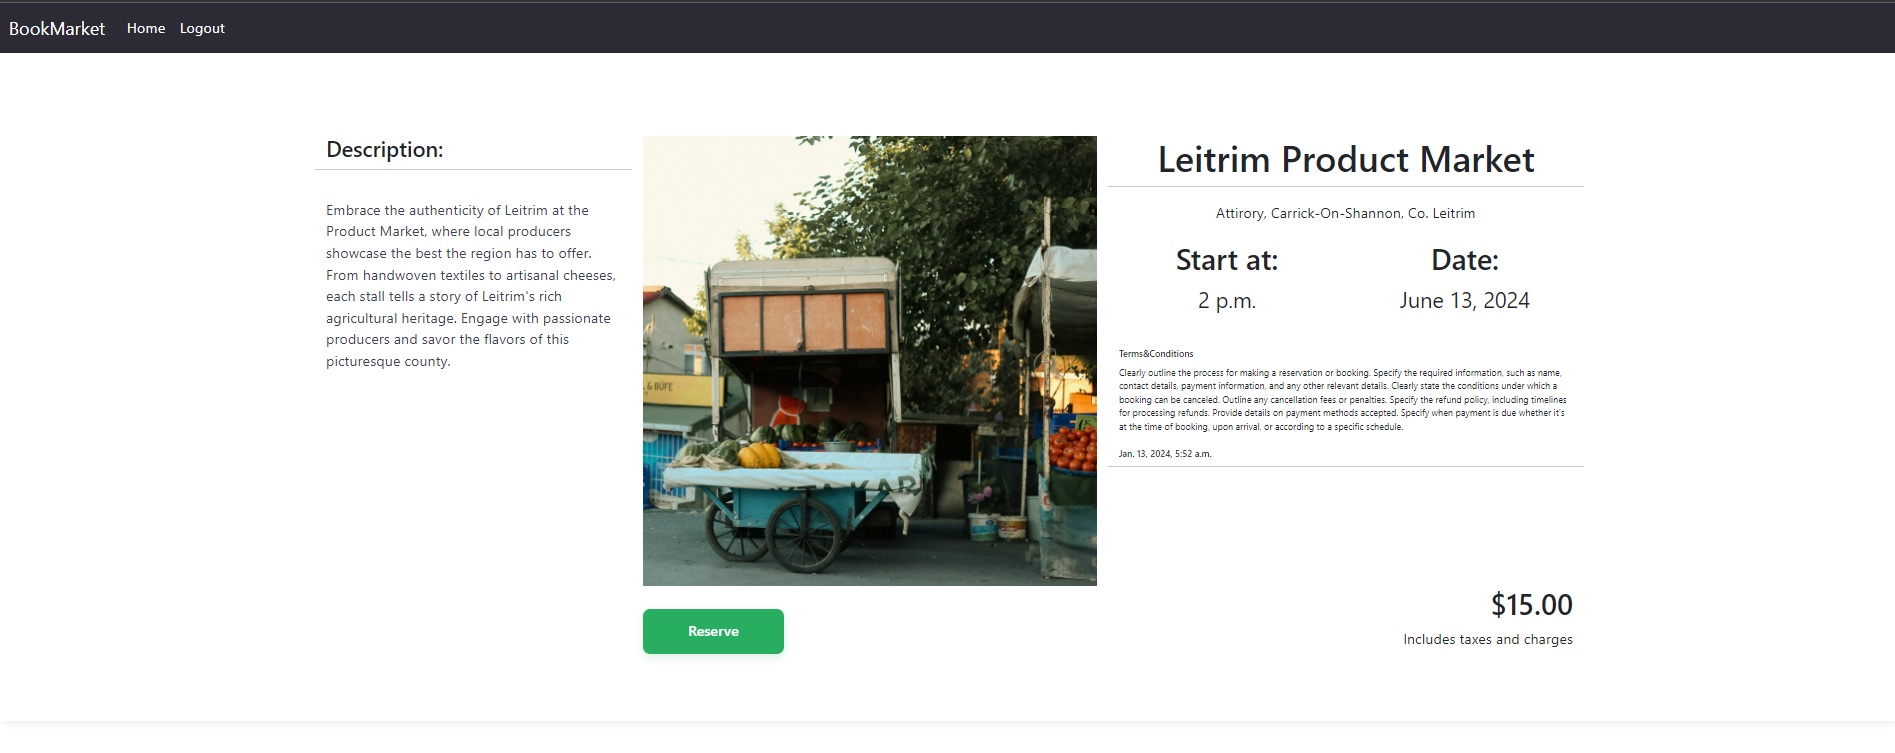 BookMarket Home Logout
Description:
Embrace the authenticity of Leitrim at the
Product Market, where local producers
showcase the best the region has to offer.
From handwoven textiles to artisanal cheeses,
each stall tells a story of Leitrim's rich
agricultural heritage. Engage with passionate
producers and savor the flavors of this
picturesque county.
& BÜFE
KAR
Reserve
Leitrim Product Market
Attirory, Carrick-On-Shannon, Co. Leitrim
Start at: Date:
2 p.m. June 13, 2024
Terms&Conditions
Clearly outline the process for making a reservation or booking. Specify the required information, such as name,
contact details, payment information, and any other relevant details. Clearly state the conditions under which a
booking can be canceled. Outline any cancellation fees or penalties. Specify the refund policy, including timelines
for processing refunds. Provide details on payment methods accepted. Specify when payment is due whether it's
at the time of booking, upon arrival, or according to a specific schedule.
Jan. 13, 2024, 5:52 a.m.
$15.00
Includes taxes and charges